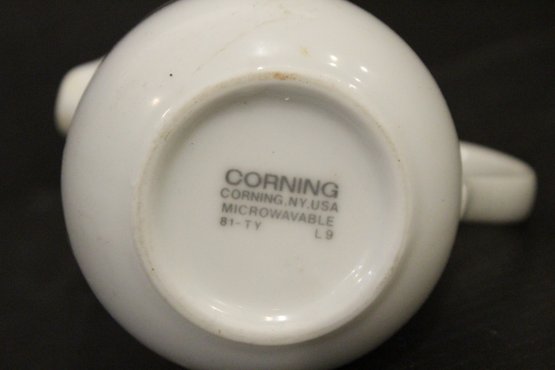 CORNING
CORNING, NY. USA
MICROWAVABLE
81-TY L9